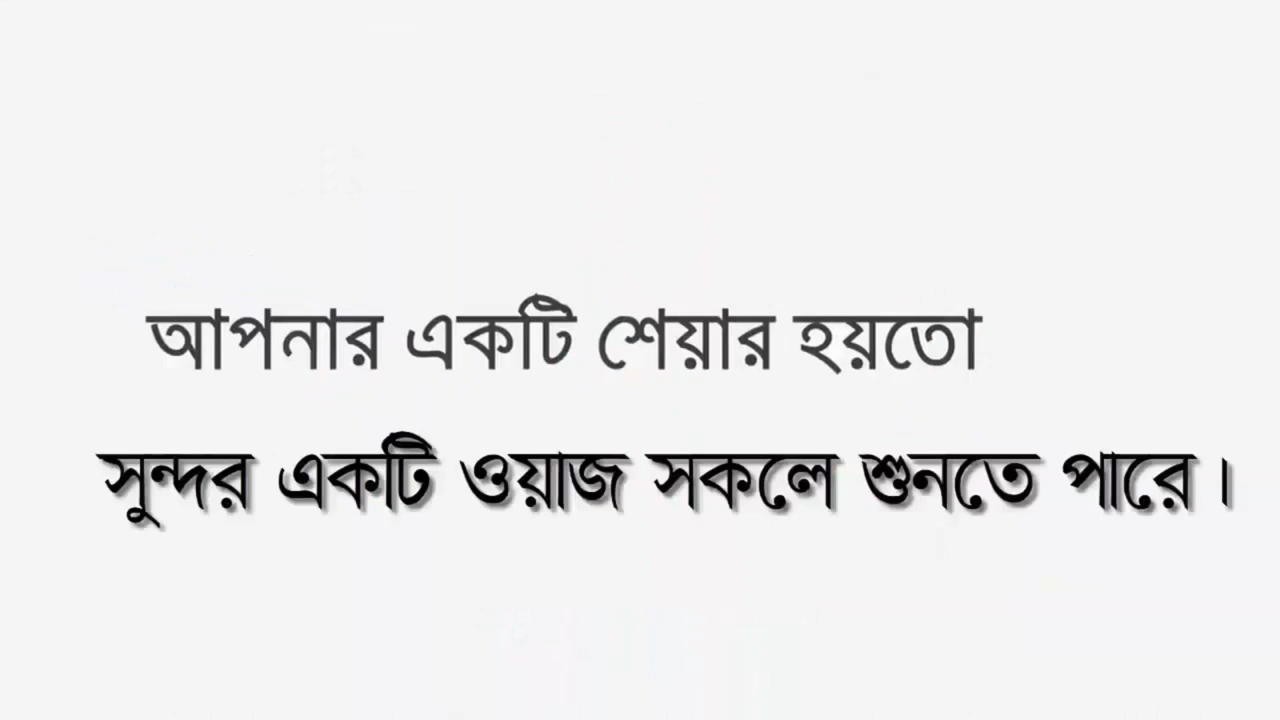 আপনার একটি শেয়ার হয়তো
সুন্দর একটি ওয়াজ সকলে শুনতে পারে।